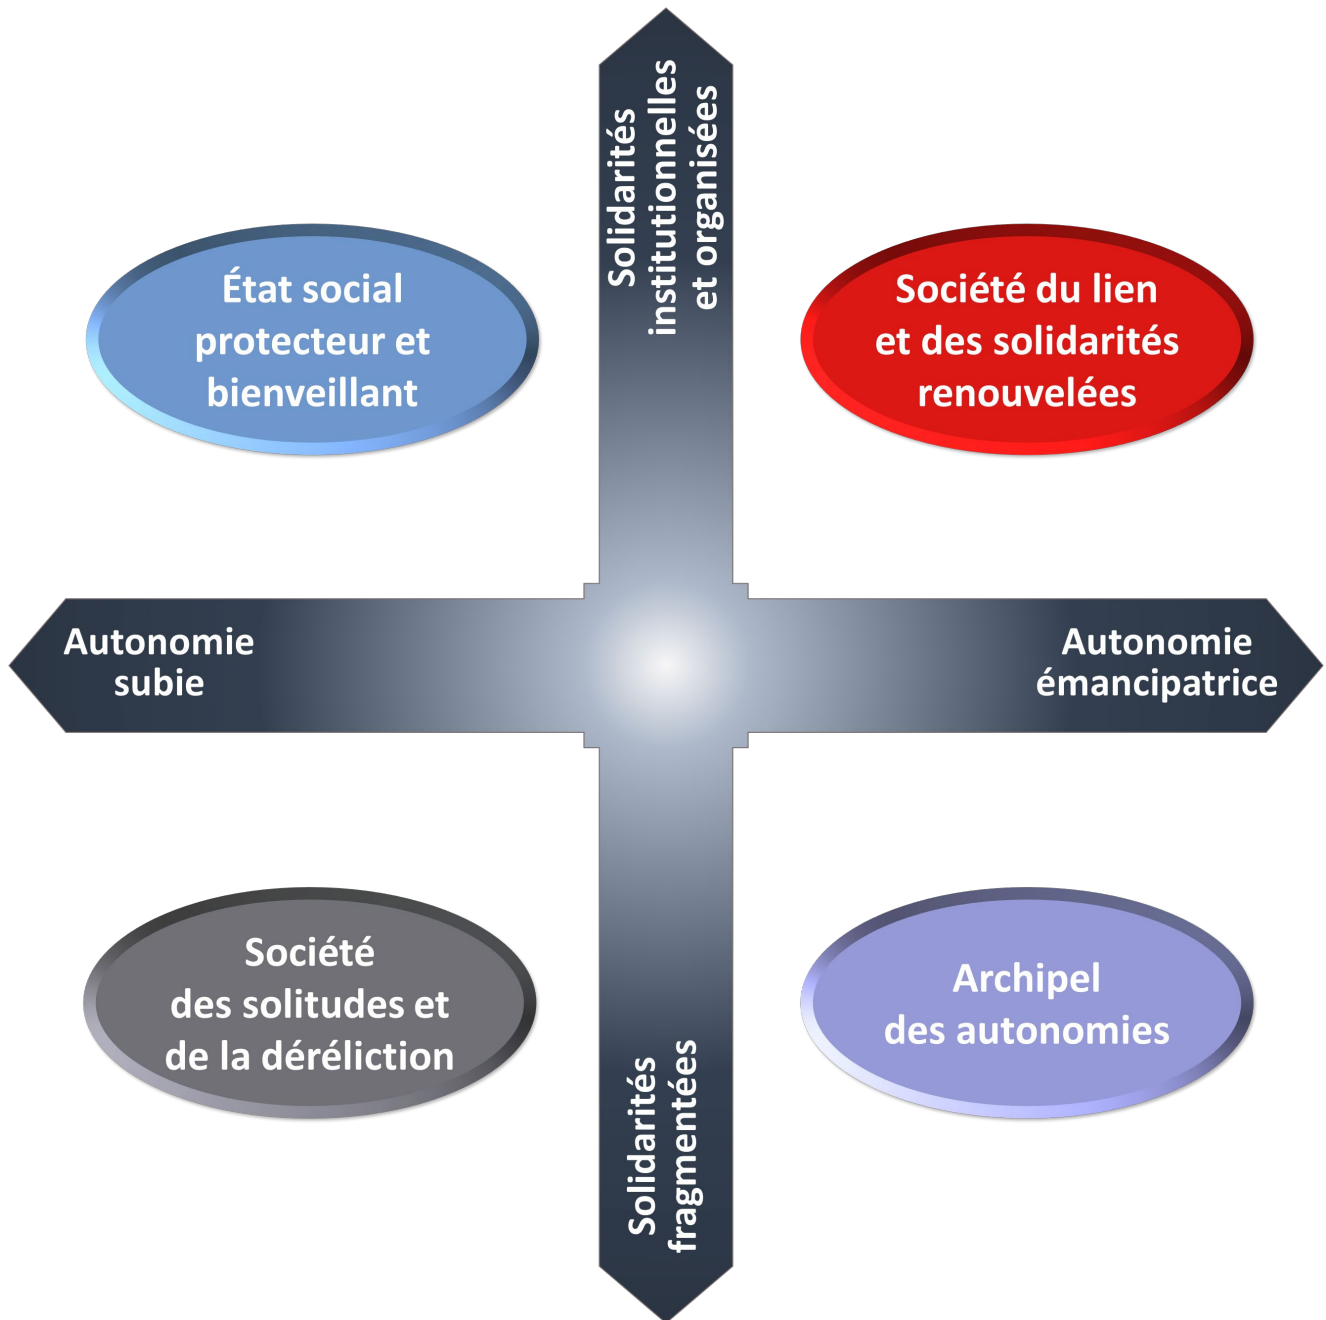 Solidarités
institutionnelles
et organisées
État social
protecteur et
bienveillant
Société du lien
et des solidarités
renouvelées
Autonomie
subie
Autonomie
émancipatrice
Société
des solitudes et
de la déréliction
Archipel
des autonomies
Solidarités
fragmentées